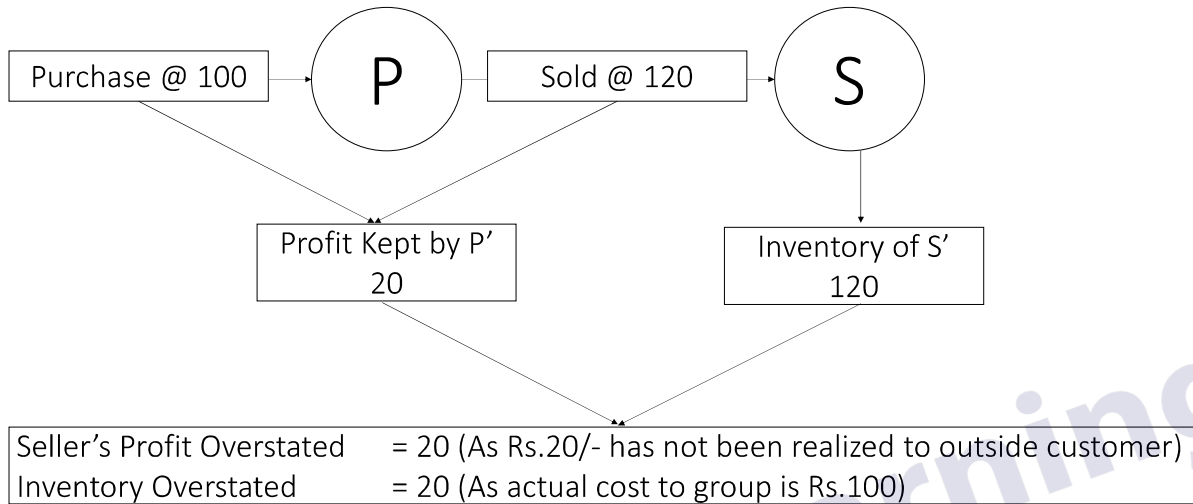 Purchase @ 100
P
Sold @ 120
S
Profit Kept by P'
20
Inventory of S'
120
Seller's Profit Overstated = 20 (As Rs.20/- has not been realized to outside customer)
Inventory Overstated = 20 (As actual cost to group is Rs.100)